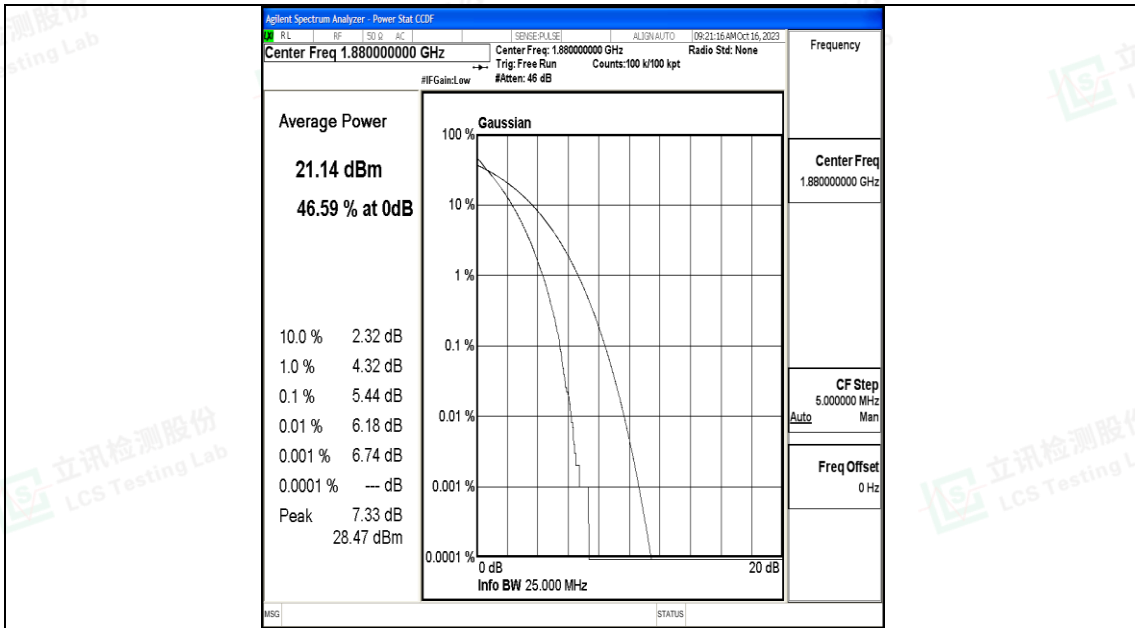 Agilent Spectrum Analyzer - Power Stat CCDF
RL RF 50 Ω AC SENSE:PULSE ALIGN AUTO 09:21:16 AM Oct 16, 2023
Center Freq 1.880000000 GHz
Center Freq: 1.880000000 GHz Radio Std: None
Trig: Free Run Counts:100 k/100 kpt
#IFGain:Low #Atten: 46 dB
Frequency
Average Power
21.14 dBm
46.59 % at 0dB
10.0 % 2.32 dB
1.0 % 4.32 dB
0.1 % 5.44 dB
0.01 % 6.18 dB
0.001 % 6.74 dB
0.0001 % --- dB
Peak 7.33 dB
28.47 dBm
Gaussian
100 %
10 %
1 %
0.1 %
0.01 %
0.001 %
0.0001 %
0 dB 20 dB
Info BW 25.000 MHz
Center Freq
1.880000000 GHz
CF Step
5.000000 MHz
Auto Man
Freq Offset
0 Hz
MSG STATUS
立讯检测股份
LCS Testing Lab